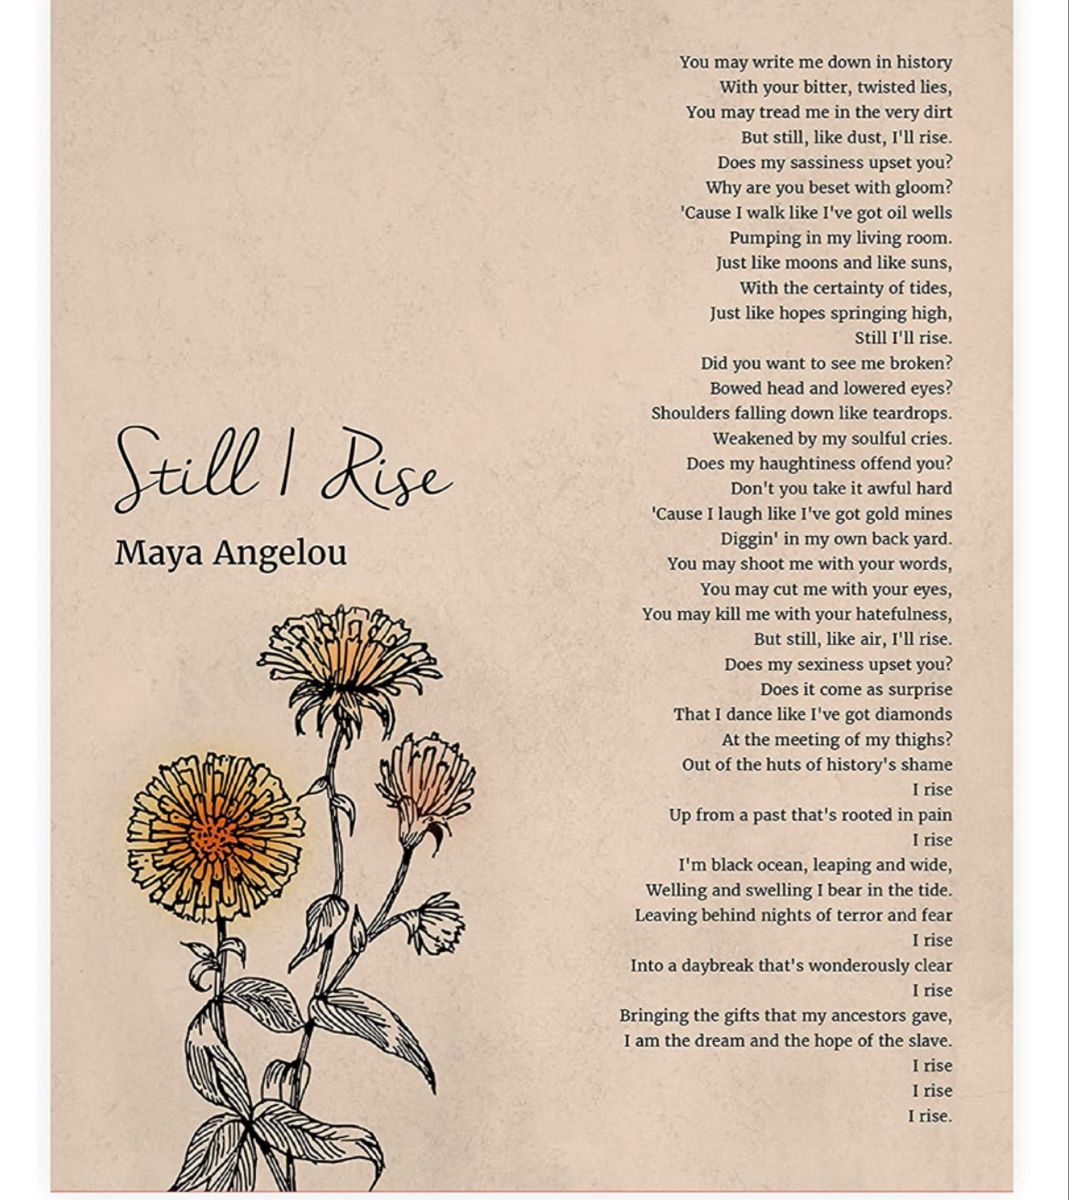 Still I Rise
Maya Angelou
You may write me down in history
With your bitter, twisted lies,
You may tread me in the very dirt
But still, like dust, I'll rise.
Does my sassiness upset you?
Why are you beset with gloom?
'Cause I walk like I've got oil wells
Pumping in my living room.
Just like moons and like suns,
With the certainty of tides,
Just like hopes springing high,
Still I'll rise.
Did you want to see me broken?
Bowed head and lowered eyes?
Shoulders falling down like teardrops.
Weakened by my soulful cries.
Does my haughtiness offend you?
Don't you take it awful hard
'Cause I laugh like I've got gold mines
Diggin' in my own back yard.
You may shoot me with your words,
You may cut me with your eyes,
You may kill me with your hatefulness,
But still, like air, I'll rise.
Does my sexiness upset you?
Does it come as surprise
That I dance like I've got diamonds
At the meeting of my thighs?
Out of the huts of history's shame
I rise
Up from a past that's rooted in pain
I rise
I'm black ocean, leaping and wide,
Welling and swelling I bear in the tide.
Leaving behind nights of terror and fear
I rise
Into a daybreak that's wonderously clear
I rise
Bringing the gifts that my ancestors gave,
I am the dream and the hope of the slave.
I rise
I rise
I rise.